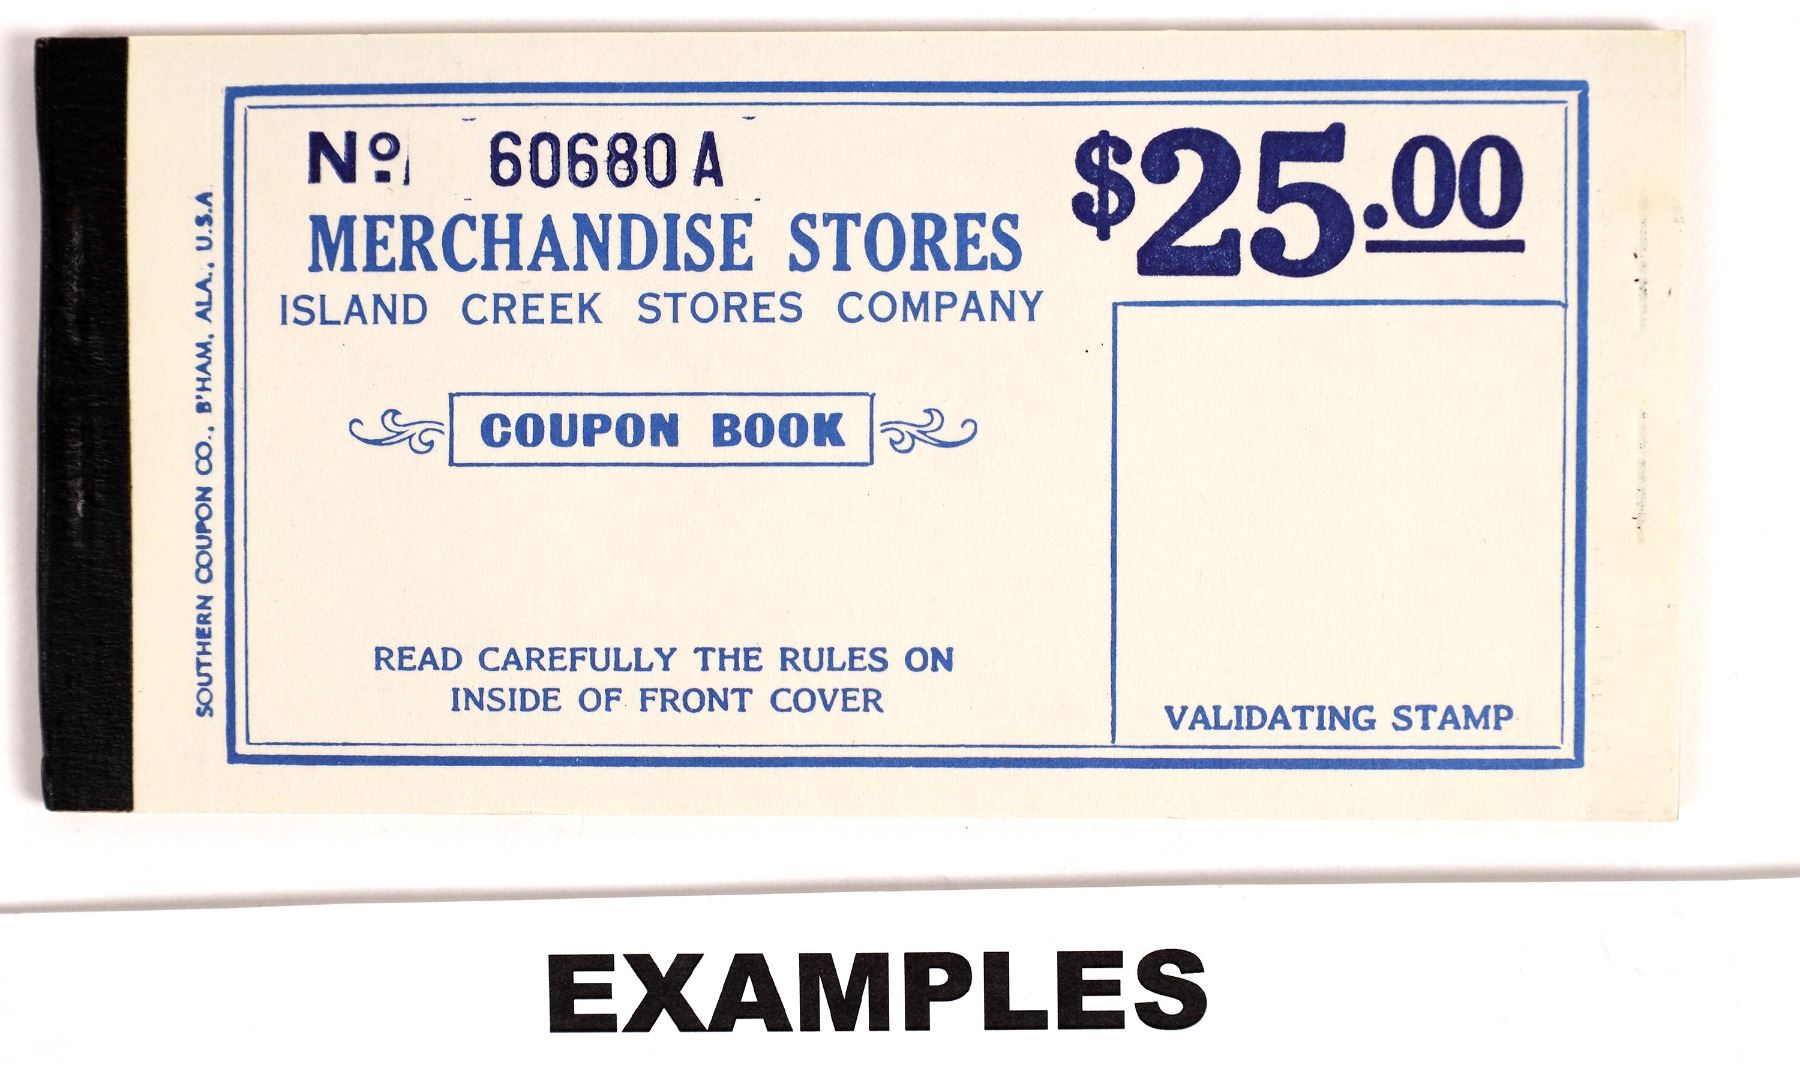 Nº 60680 A
$25.00
MERCHANDISE STORES
ISLAND CREEK STORES COMPANY
COUPON BOOK
READ CAREFULLY THE RULES ON
INSIDE OF FRONT COVER
VALIDATING STAMP
SOUTHERN COUPON CO., B'HAM, ALA., U.S.A.
EXAMPLES